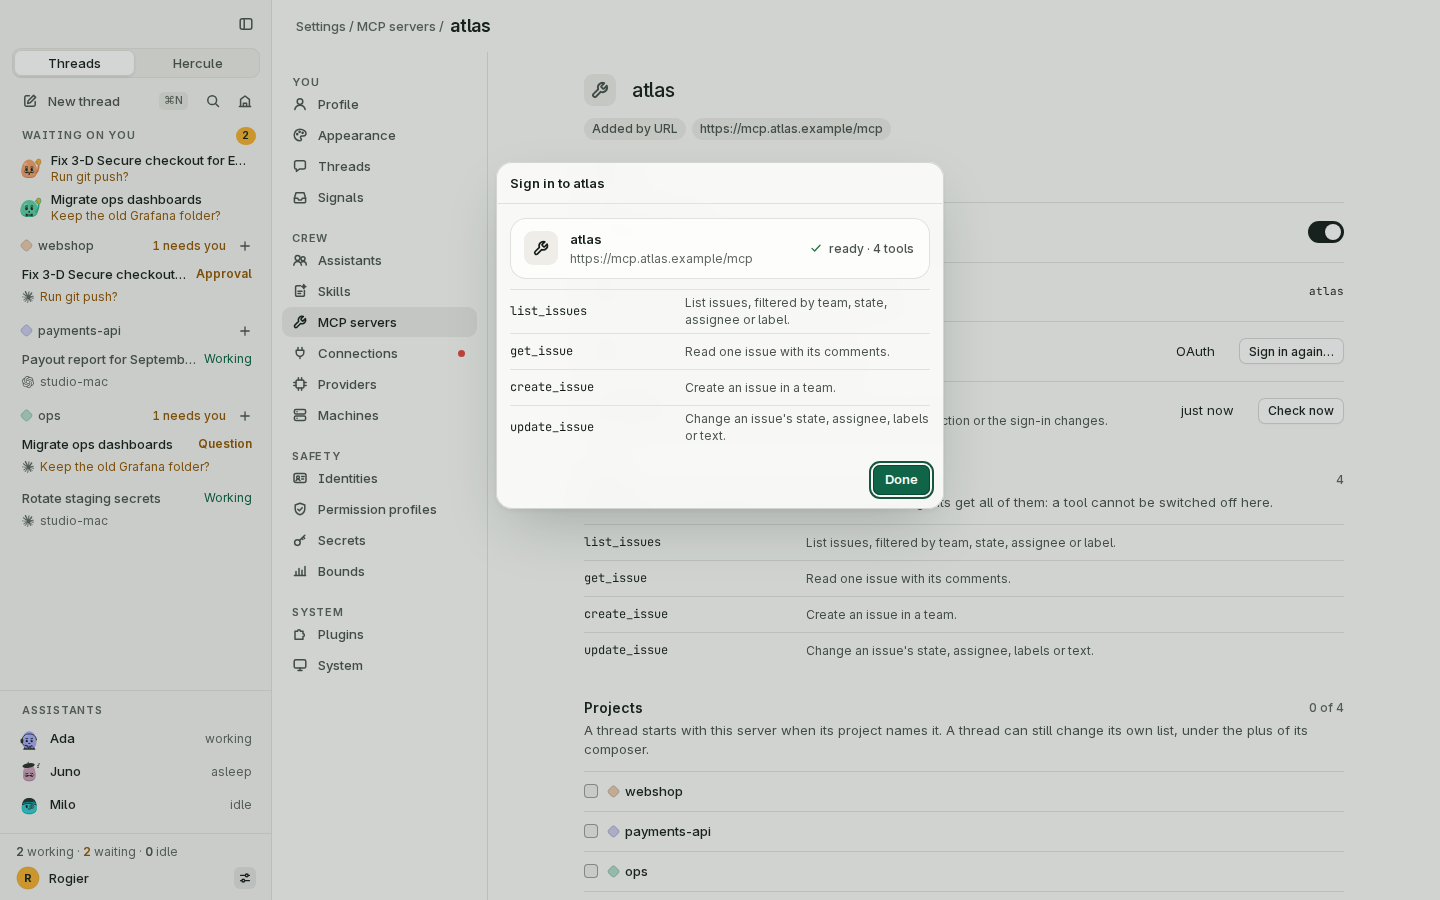 Settings / MCP servers / atlas
Threads
Hercule
New thread
⌘N
WAITING ON YOU
2
Fix 3-D Secure checkout for E…
Run git push?
Migrate ops dashboards
Keep the old Grafana folder?
webshop
1 needs you
Fix 3-D Secure checkout…
Approval
Run git push?
payments-api
Payout report for Septemb…
Working
studio-mac
ops
1 needs you
Migrate ops dashboards
Question
Keep the old Grafana folder?
Rotate staging secrets
Working
studio-mac
ASSISTANTS
Ada
working
Juno
asleep
Milo
idle
2 working · 2 waiting · 0 idle
R
Rogier
YOU
Profile
Appearance
Threads
Signals
CREW
Assistants
Skills
MCP servers
Connections
Providers
Machines
SAFETY
Identities
Permission profiles
Secrets
Bounds
SYSTEM
Plugins
System
atlas
Added by URL
https://mcp.atlas.example/mcp
atlas
OAuth
Sign in again…
just now
Check now
or the sign-in changes.
4
get all of them: a tool cannot be switched off here.
list_issues
List issues, filtered by team, state, assignee or label.
get_issue
Read one issue with its comments.
create_issue
Create an issue in a team.
update_issue
Change an issue's state, assignee, labels or text.
Projects
0 of 4
A thread starts with this server when its project names it. A thread can still change its own list, under the plus of its
composer.
webshop
payments-api
ops
Sign in to atlas
atlas
https://mcp.atlas.example/mcp
ready · 4 tools
list_issues
List issues, filtered by team, state,
assignee or label.
get_issue
Read one issue with its comments.
create_issue
Create an issue in a team.
update_issue
Change an issue's state, assignee, labels
or text.
Done